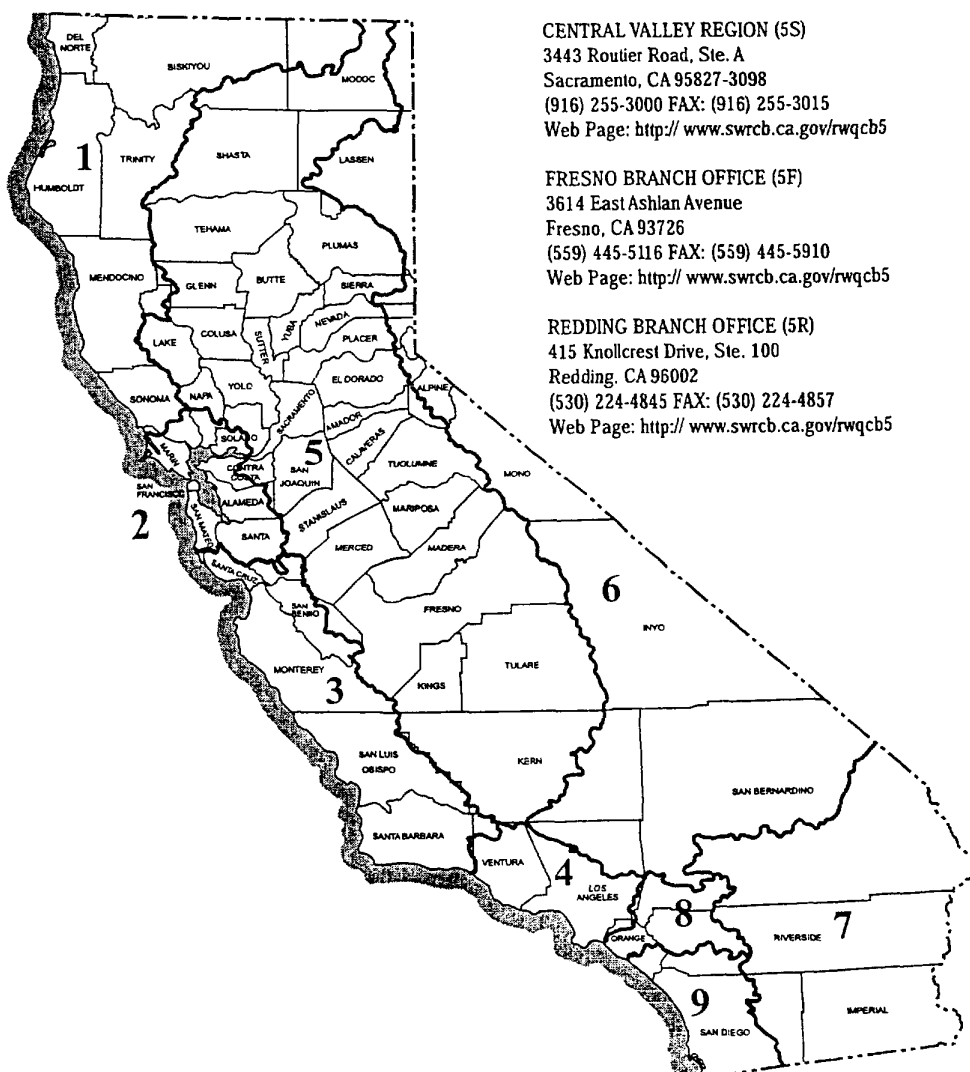 CENTRAL VALLEY REGION (5S)
3443 Routier Road, Ste. A
Sacramento, CA 95827-3098
(916) 255-3000 FAX: (916) 255-3015
Web Page: http:// www.swrcb.ca.gov/rwqcb5
FRESNO BRANCH OFFICE (5F)
3614 East Ashlan Avenue
Fresno, CA 93726
(559) 445-5116 FAX: (559) 445-5910
Web Page: http:// www.swrcb.ca.gov/rwqcb5
REDDING BRANCH OFFICE (5R)
415 Knollcrest Drive, Ste. 100
Redding, CA 96002
(530) 224-4845 FAX: (530) 224-4857
Web Page: http:// www.swrcb.ca.gov/rwqcb5
DEL
NORTE
SISKIYOU
MODOC
1
TRINITY
SHASTA
LASSEN
HUMBOLDT
TEHAMA
PLUMAS
MENDOCINO
GLENN
BUTTE
SIERRA
LAKE
COLUSA
SUTTER
YUBA
NEVADA
PLACER
SONOMA
NAPA
YOLO
SACRAMENTO
EL DORADO
ALPINE
AMADOR
SOLANO
MARIN
CALAVERAS
5
CONTRA
COSTA
SAN
JOAQUIN
TUOLUMNE
MONO
SAN
FRANCISCO
ALAMEDA
2
SAN MATEO
STANISLAUS
MARIPOSA
SANTA
MERCED
MADERA
SANTA CRUZ
6
SAN
BENITO
FRESNO
INYO
MONTEREY
3
KINGS
TULARE
SAN LUIS
OBISPO
KERN
SAN BERNARDINO
SANTA BARBARA
VENTURA
4
LOS
ANGELES
8
ORANGE
RIVERSIDE
7
9
SAN DIEGO
IMPERIAL